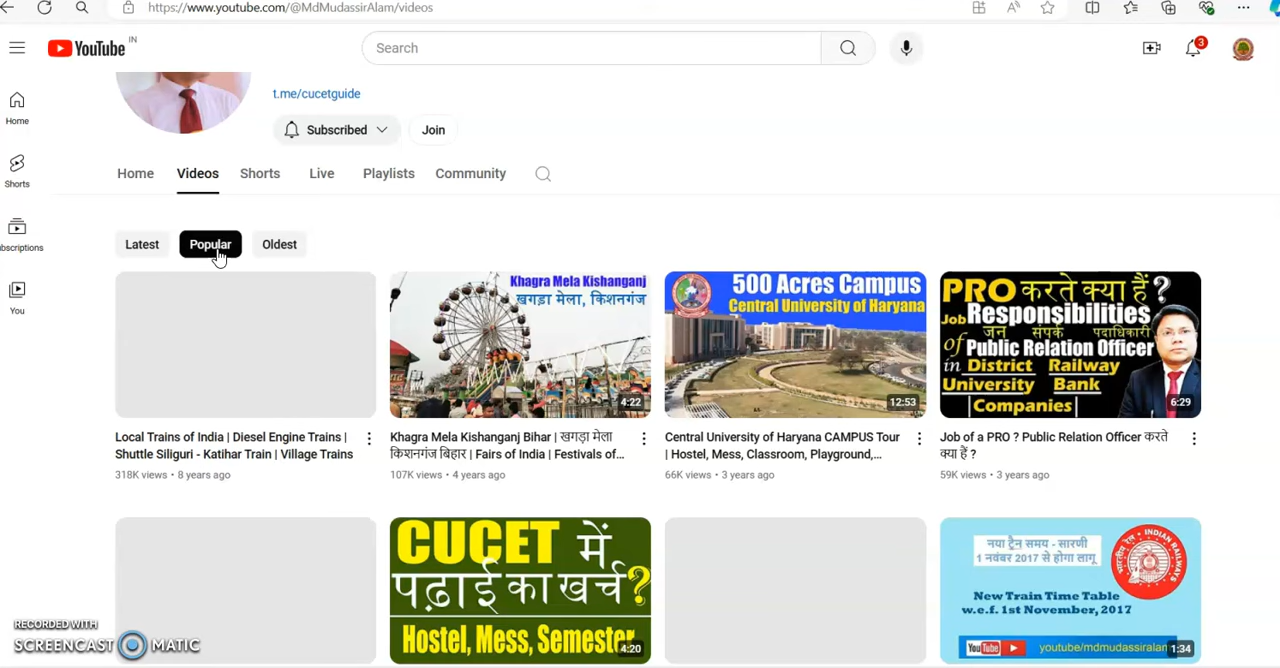 https://www.youtube.com/@MdMudassirAlam/videos
YouTube IN
Search
3
t.me/cucetguide
Subscribed
Join
Home
Shorts
bscriptions
You
Home
Videos
Shorts
Live
Playlists
Community
Latest
Popular
Oldest
Khagra Mela Kishanganj
खगड़ा मेला, किशनगंज
4:22
500 Acres Campus
Central University of Haryana
12:53
PRO करते क्या हैं?
Job Responsibilities
जन संपर्क पदाधिकारी
of Public Relation Officer
in District Railway
University Bank
Companies
6:29
Local Trains of India | Diesel Engine Trains |
Shuttle Siliguri - Katihar Train | Village Trains
318K views • 8 years ago
Khagra Mela Kishanganj Bihar | खगड़ा मेला
किशनगंज बिहार | Fairs of India | Festivals of...
107K views • 4 years ago
Central University of Haryana CAMPUS Tour
| Hostel, Mess, Classroom, Playground,...
66K views • 3 years ago
Job of a PRO ? Public Relation Officer करते
क्या हैं ?
59K views • 3 years ago
CUCET में
पढ़ाई का खर्च?
Hostel, Mess, Semester
4:20
नया ट्रैन समय - सारणी
1 नवंबर 2017 से होगा लागू
INDIAN RAILWAYS
New Train Time Table
w.e.f. 1st November, 2017
YouTube youtube/mdmudassiralam
1:34
RECORDED WITH
SCREENCAST MATIC